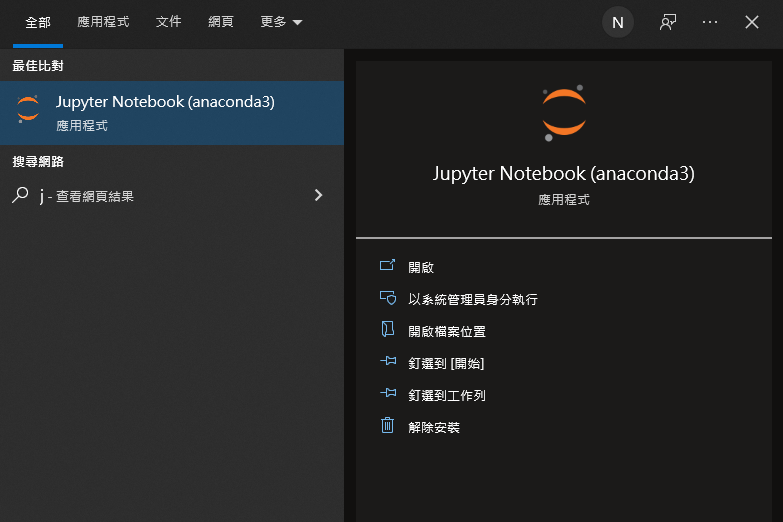 全部 應用程式 文件 網頁 更多 N
最佳比對
Jupyter Notebook (anaconda3)
應用程式
搜尋網路
j - 查看網頁結果
Jupyter Notebook (anaconda3)
應用程式
開啟
以系統管理員身分執行
開啟檔案位置
釘選到 [開始]
釘選到工作列
解除安裝